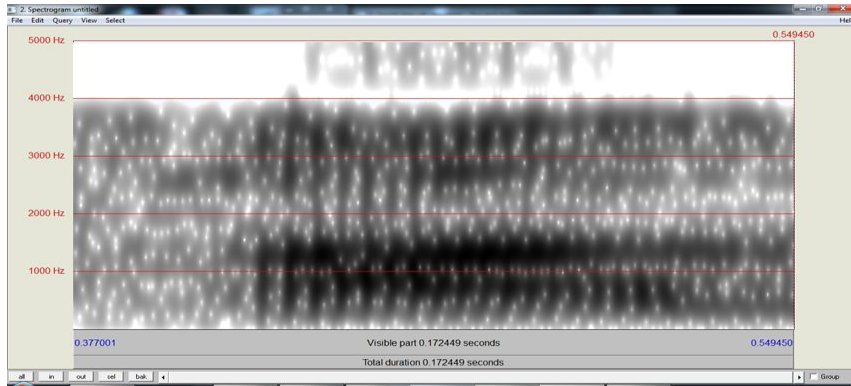 2. Spectrogram untitled
File Edit Query View Select Hel
0.549450
5000 Hz
4000 Hz
3000 Hz
2000 Hz
1000 Hz
0.377001 Visible part 0.172449 seconds 0.549450
Total duration 0.172449 seconds
all in out sel bak Group